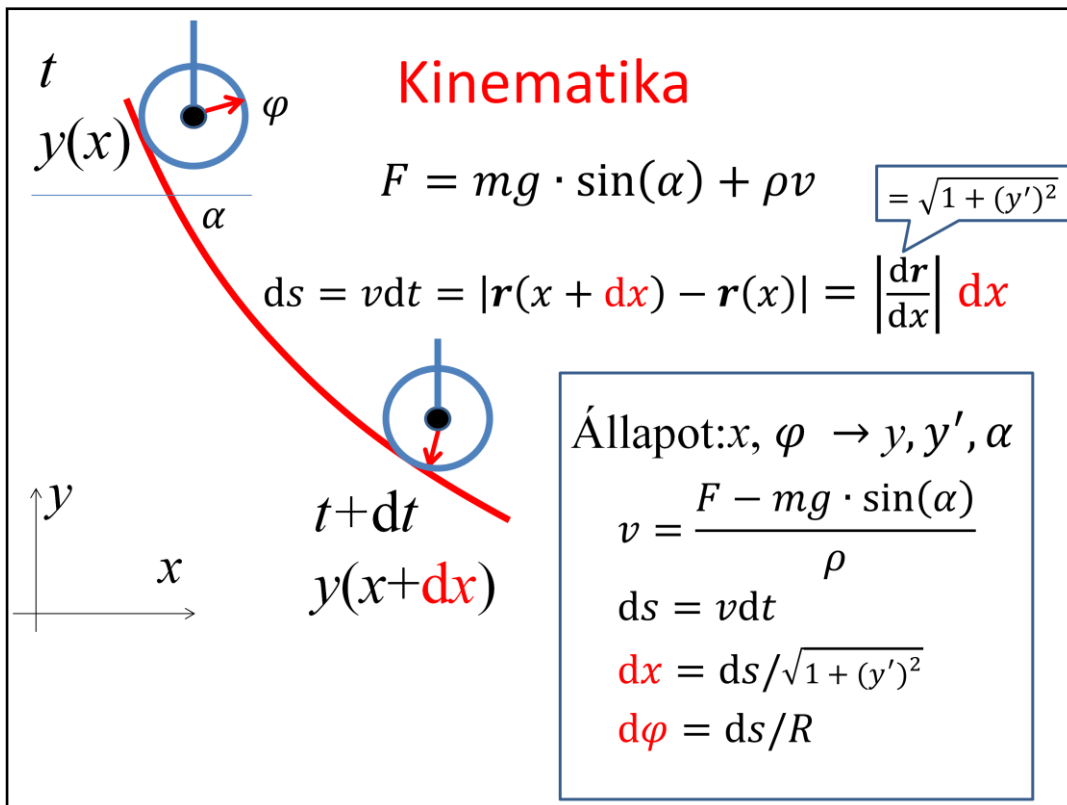 Kinematika
t
y(x)
φ
α
F = mg · sin(α) + ρv
= √(1 + (y′)²)
ds = vdt = |r(x + dx) − r(x)| = |dr/dx| dx
t+dt
y(x+dx)
y
x
Állapot:x, φ → y, y′, α
v = (F − mg · sin(α))/ρ
ds = vdt
dx = ds/√(1 + (y′)²)
dφ = ds/R